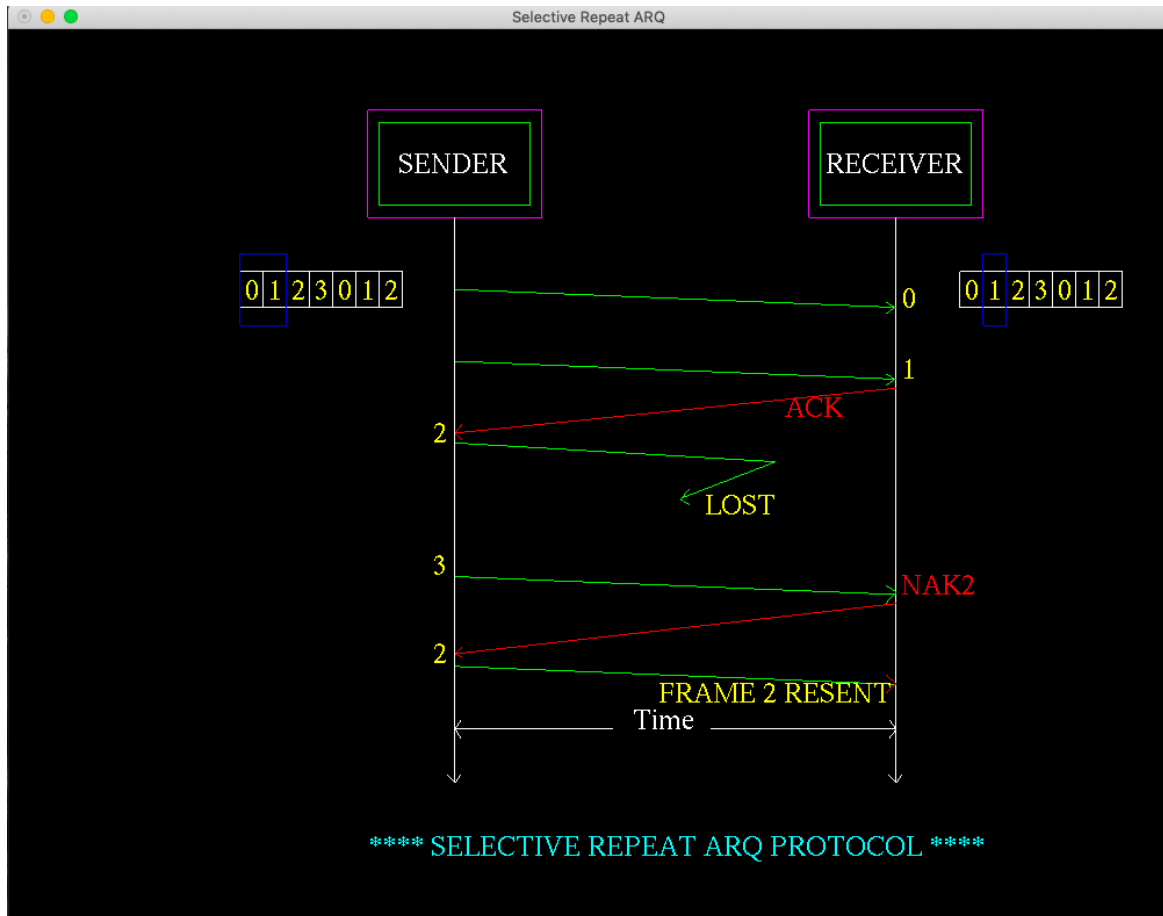 Selective Repeat ARQ
SENDER
RECEIVER
0 1 2 3 0 1 2
0
0 1 2 3 0 1 2
1
ACK
2
LOST
3
NAK2
2
FRAME 2 RESENT
Time
**** SELECTIVE REPEAT ARQ PROTOCOL ****